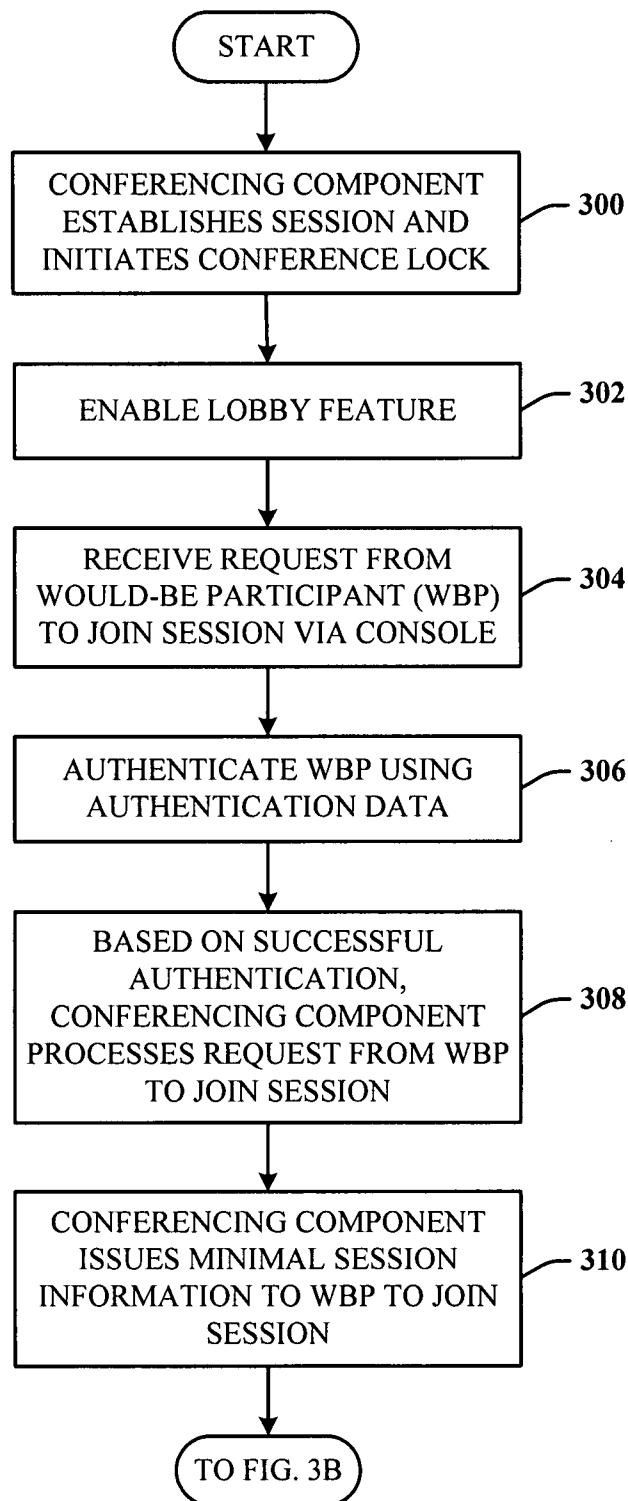 START
CONFERENCING COMPONENT
ESTABLISHES SESSION AND
INITIATES CONFERENCE LOCK
300
ENABLE LOBBY FEATURE
302
RECEIVE REQUEST FROM
WOULD-BE PARTICIPANT (WBP)
TO JOIN SESSION VIA CONSOLE
304
AUTHENTICATE WBP USING
AUTHENTICATION DATA
306
BASED ON SUCCESSFUL
AUTHENTICATION,
CONFERENCING COMPONENT
PROCESSES REQUEST FROM WBP
TO JOIN SESSION
308
CONFERENCING COMPONENT
ISSUES MINIMAL SESSION
INFORMATION TO WBP TO JOIN
SESSION
310
TO FIG. 3B